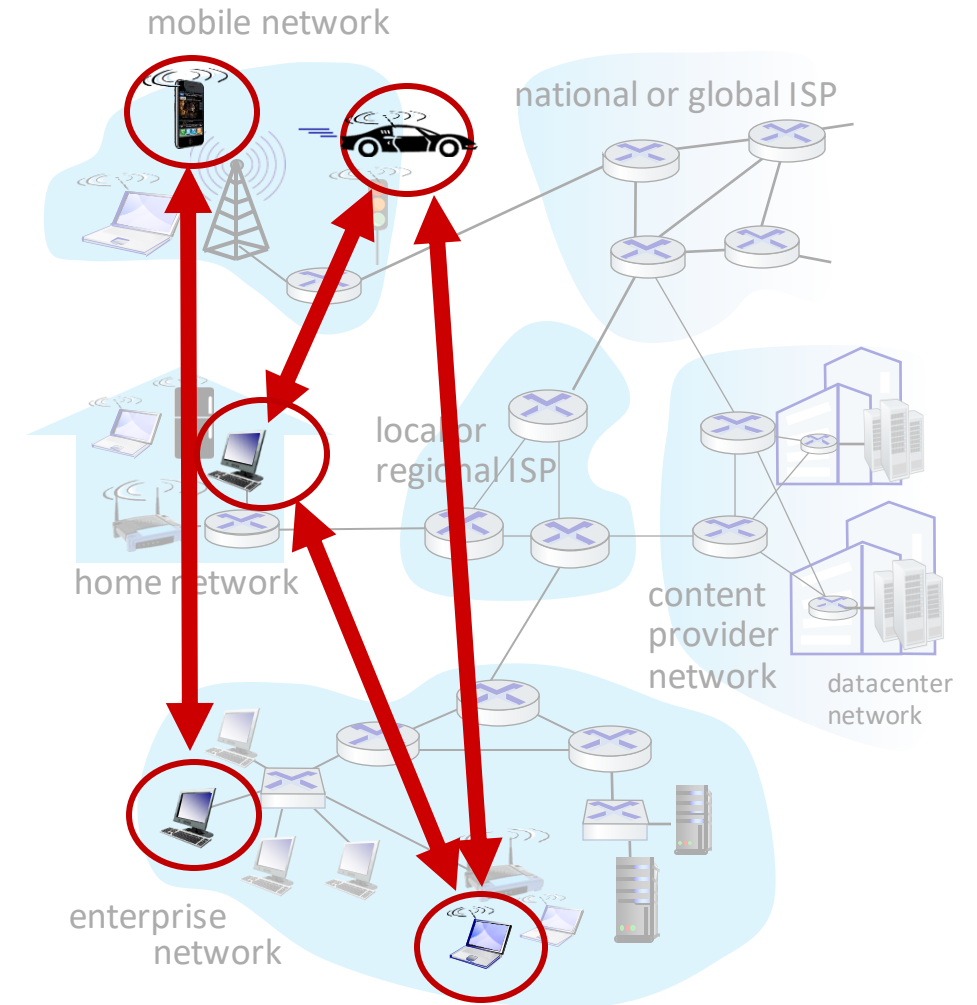 mobile network
national or global ISP
local or
regional ISP
home network
content
provider
network
datacenter
network
enterprise
network